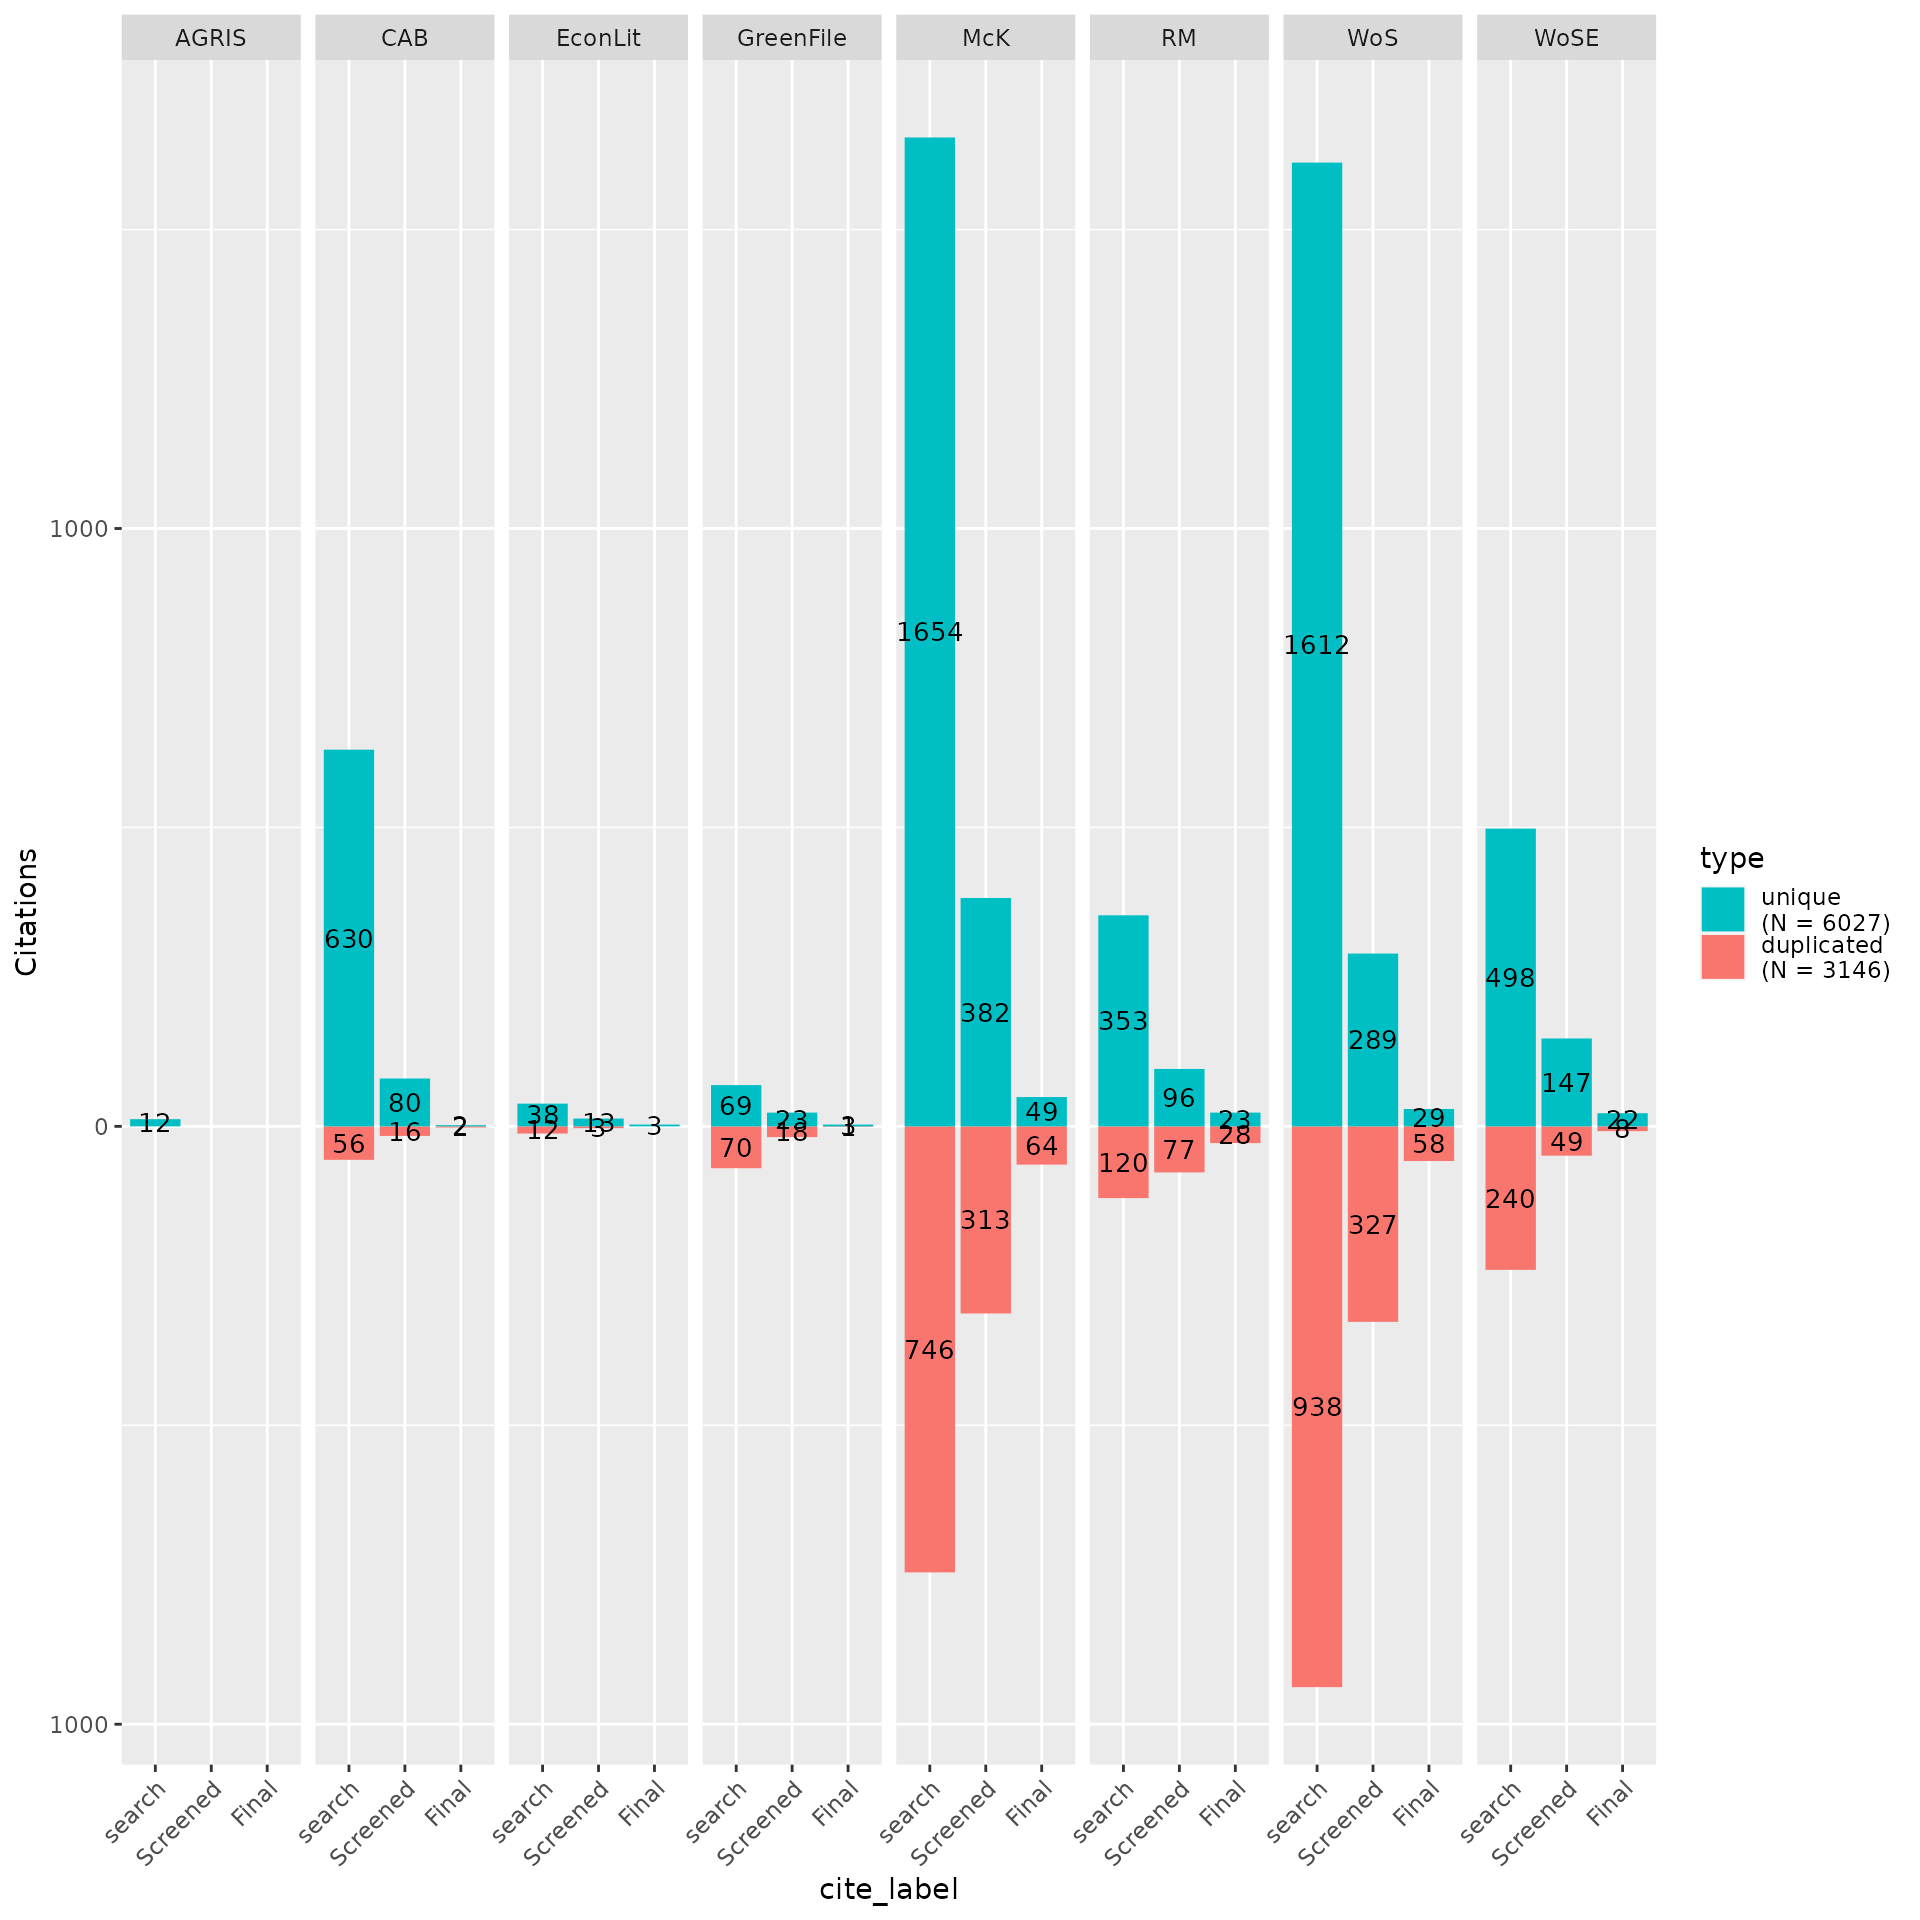 AGRIS CAB EconLit GreenFile McK RM WoS WoSE
1654
1612
1000
630
498
382
353
289
147
80 96
69 49
38 13 23 3 23 29 22
12 2 3
0
12 3 18 1 28 8
56 16 2 70 64 77 58 49
120
240
313
327
746
938
1000
search Screened Final search Screened Final search Screened Final search Screened Final search Screened Final search Screened Final search Screened Final search Screened Final
cite_label
Citations
type
unique
(N = 6027)
duplicated
(N = 3146)